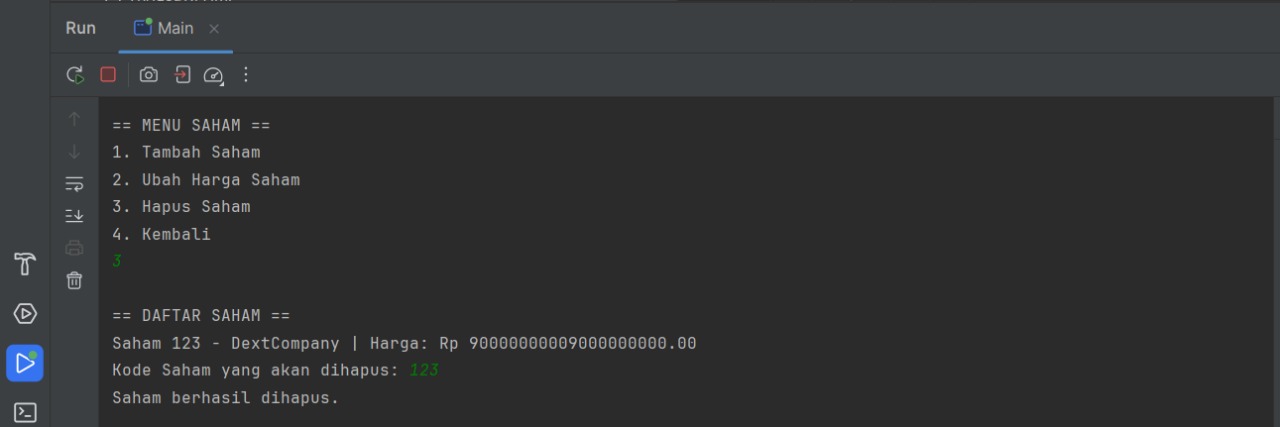 Run Main
== MENU SAHAM ==
1. Tambah Saham
2. Ubah Harga Saham
3. Hapus Saham
4. Kembali
3
== DAFTAR SAHAM ==
Saham 123 - DextCompany | Harga: Rp 90000000009000000000.00
Kode Saham yang akan dihapus: 123
Saham berhasil dihapus.